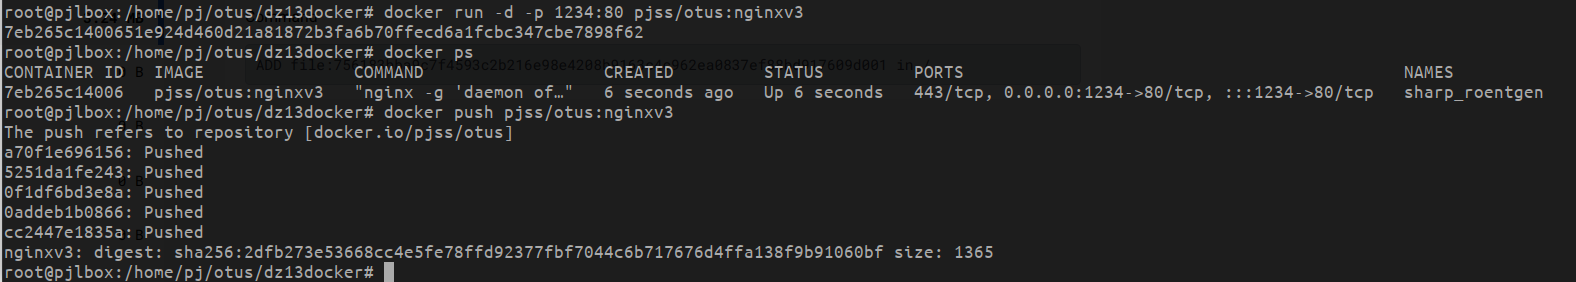 root@pjlbox:/home/pj/otus/dz13docker# docker run -d -p 1234:80 pjss/otus:nginxv3
7eb265c1400651e924d460d21a81872b3fa6b70ffecd6a1fcbc347cbe7898f62
root@pjlbox:/home/pj/otus/dz13docker# docker ps
CONTAINER ID   IMAGE               COMMAND                  CREATED         STATUS         PORTS                                            NAMES
7eb265c14006   pjss/otus:nginxv3   "nginx -g 'daemon of…"   6 seconds ago   Up 6 seconds   443/tcp, 0.0.0.0:1234->80/tcp, :::1234->80/tcp   sharp_roentgen
root@pjlbox:/home/pj/otus/dz13docker# docker push pjss/otus:nginxv3
The push refers to repository [docker.io/pjss/otus]
a70f1e696156: Pushed
5251da1fe243: Pushed
0f1df6bd3e8a: Pushed
0addeb1b0866: Pushed
cc2447e1835a: Pushed
nginxv3: digest: sha256:2dfb273e53668cc4e5fe78ffd92377fbf7044c6b717676d4ffa138f9b91060bf size: 1365
root@pjlbox:/home/pj/otus/dz13docker#